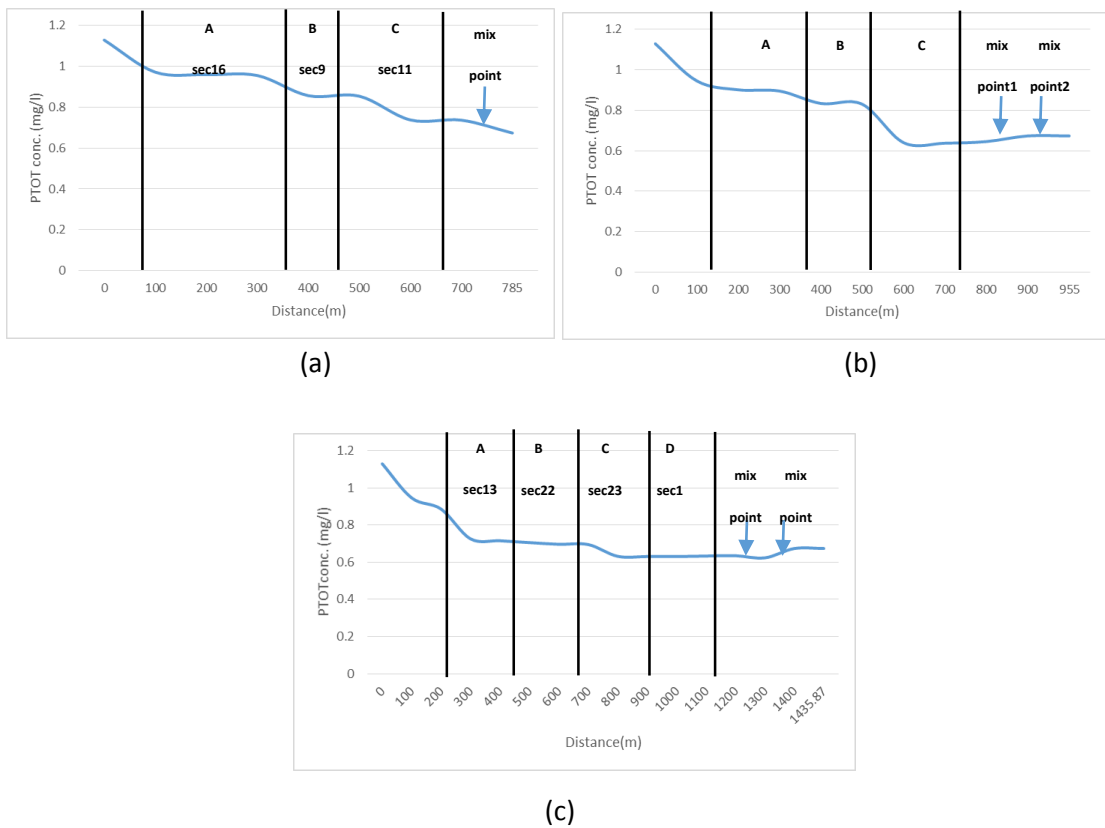 1.2
1
0.8
0.6
0.4
0.2
0
PTOT conc. (mg/l)
A
B
C
mix
sec16
sec9
sec11
point
0 100 200 300 400 500 600 700 785
Distance(m)
(a)
1.2
1
0.8
0.6
0.4
0.2
0
PTOT conc. (mg/l)
A
B
C
mix
mix
point1
point2
0 100 200 300 400 500 600 700 800 900 955
Distance(m)
(b)
1.2
1
0.8
0.6
0.4
0.2
0
PTOTconc. (mg/l)
A
B
C
D
sec13
sec22
sec23
sec1
mix
mix
point
point
0 100 200 300 400 500 600 700 800 900 1000 1100 1200 1300 1400 1435.87
Distance(m)
(c)